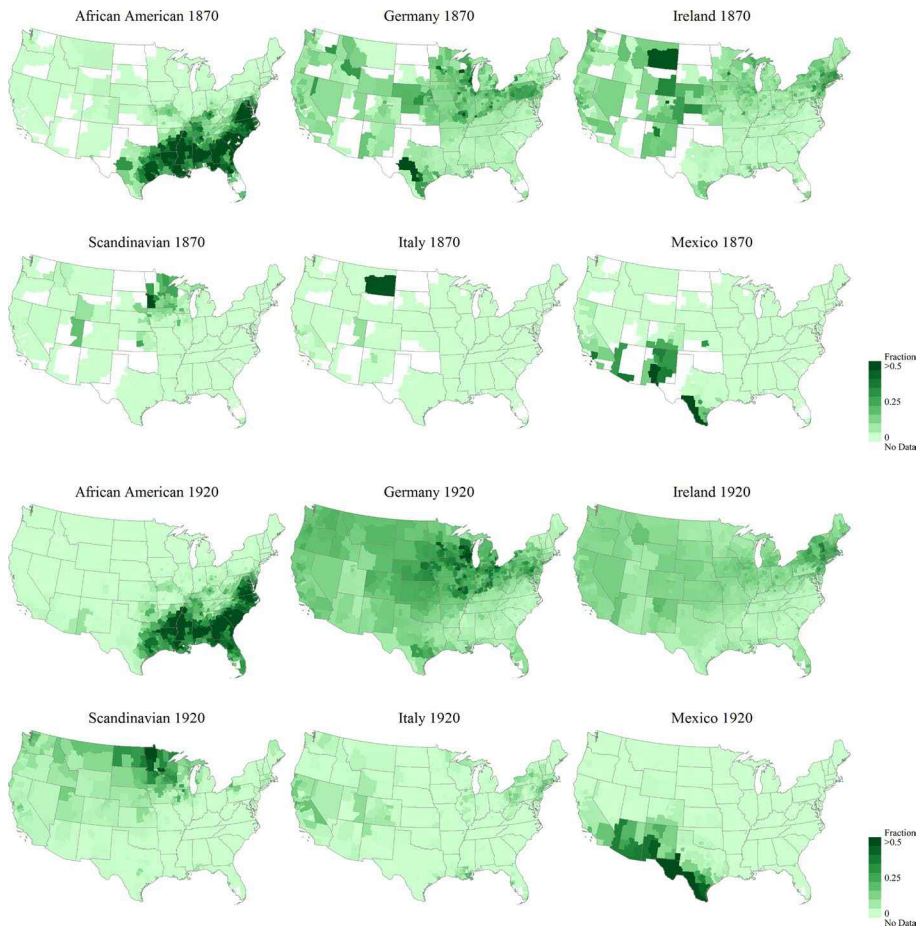 African American 1870
Germany 1870
Ireland 1870
Scandinavian 1870
Italy 1870
Mexico 1870
Fraction
>0.5
0.25
0
No Data
African American 1920
Germany 1920
Ireland 1920
Scandinavian 1920
Italy 1920
Mexico 1920
Fraction
>0.5
0.25
0
No Data